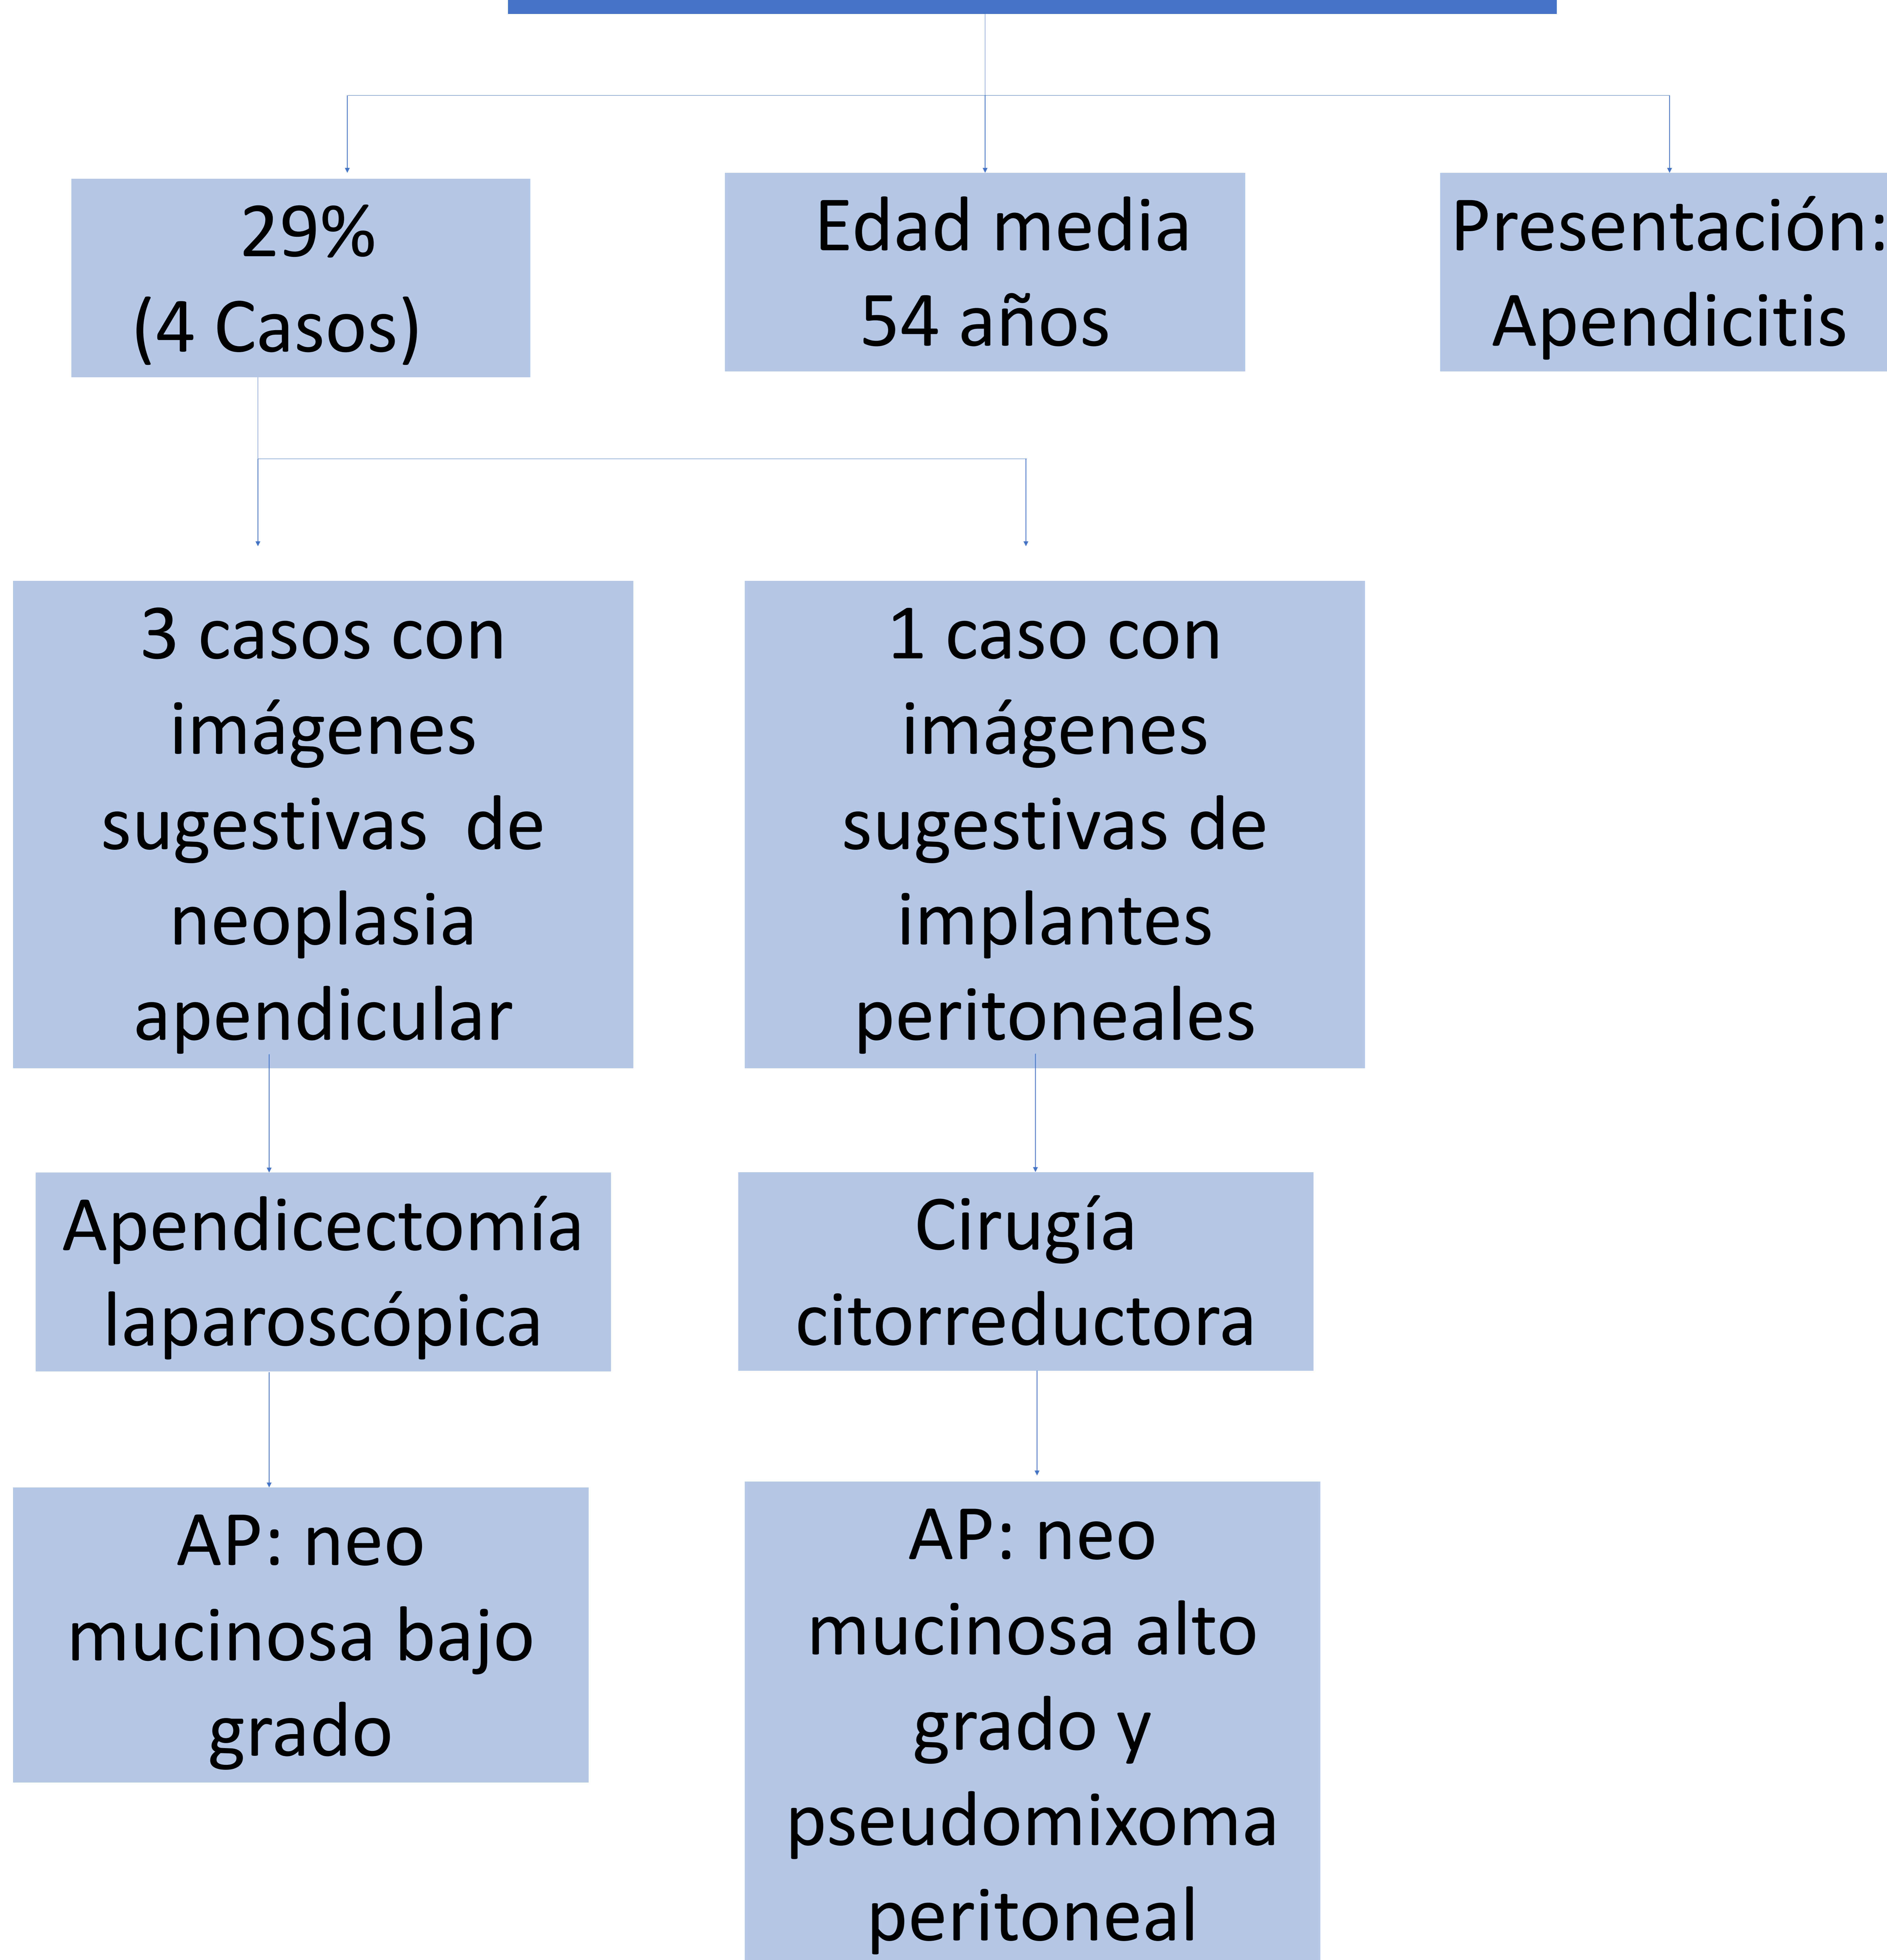 29%
(4 Casos)
Edad media
54 años
Presentación:
Apendicitis
3 casos con
imágenes
sugestivas de
neoplasia
apendicular
1 caso con
imágenes
sugestivas de
implantes
peritoneales
Apendicectomía
laparoscópica
Cirugía
citorreductora
AP: neo
mucinosa bajo
grado
AP: neo
mucinosa alto
grado y
pseudomixoma
peritoneal